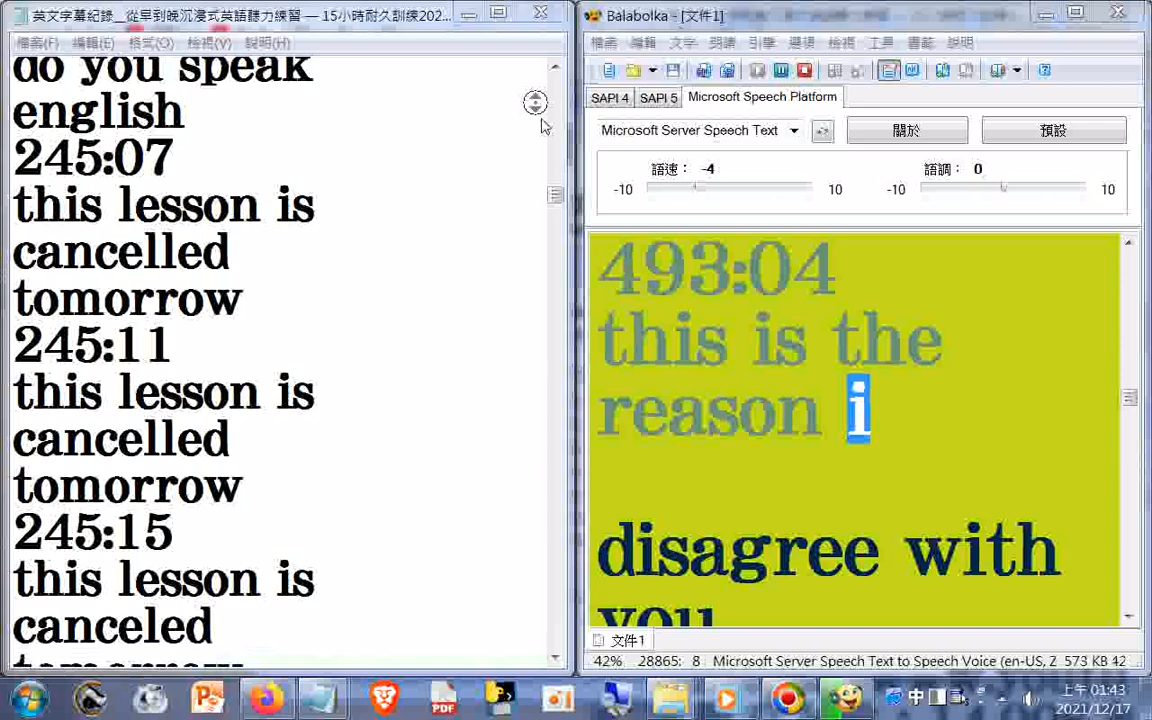 英文字幕紀錄__從早到晚沉浸式英語聽力練習 — 15小時耐久訓練202...
檔案(F) 編輯(E) 格式(O) 檢視(V) 說明(H)
do you speak
english
245:07
this lesson is
cancelled
tomorrow
245:11
this lesson is
cancelled
tomorrow
245:15
this lesson is
canceled
tomorrow
Balabolka - [文件1]
檔案 編輯 文字 朗讀 引擎 選項 檢視 工具 書籤 說明
SAPI 4 SAPI 5 Microsoft Speech Platform
Microsoft Server Speech Text 關於 預設
語速： -4 語調： 0
-10 10 -10 10
493:04
this is the
reason i
disagree with
you
文件1
42% 28865: 8 Microsoft Server Speech Text to Speech Voice (en-US, Z 573 KB 42
PDF 中 上午 01:43
2021/12/17